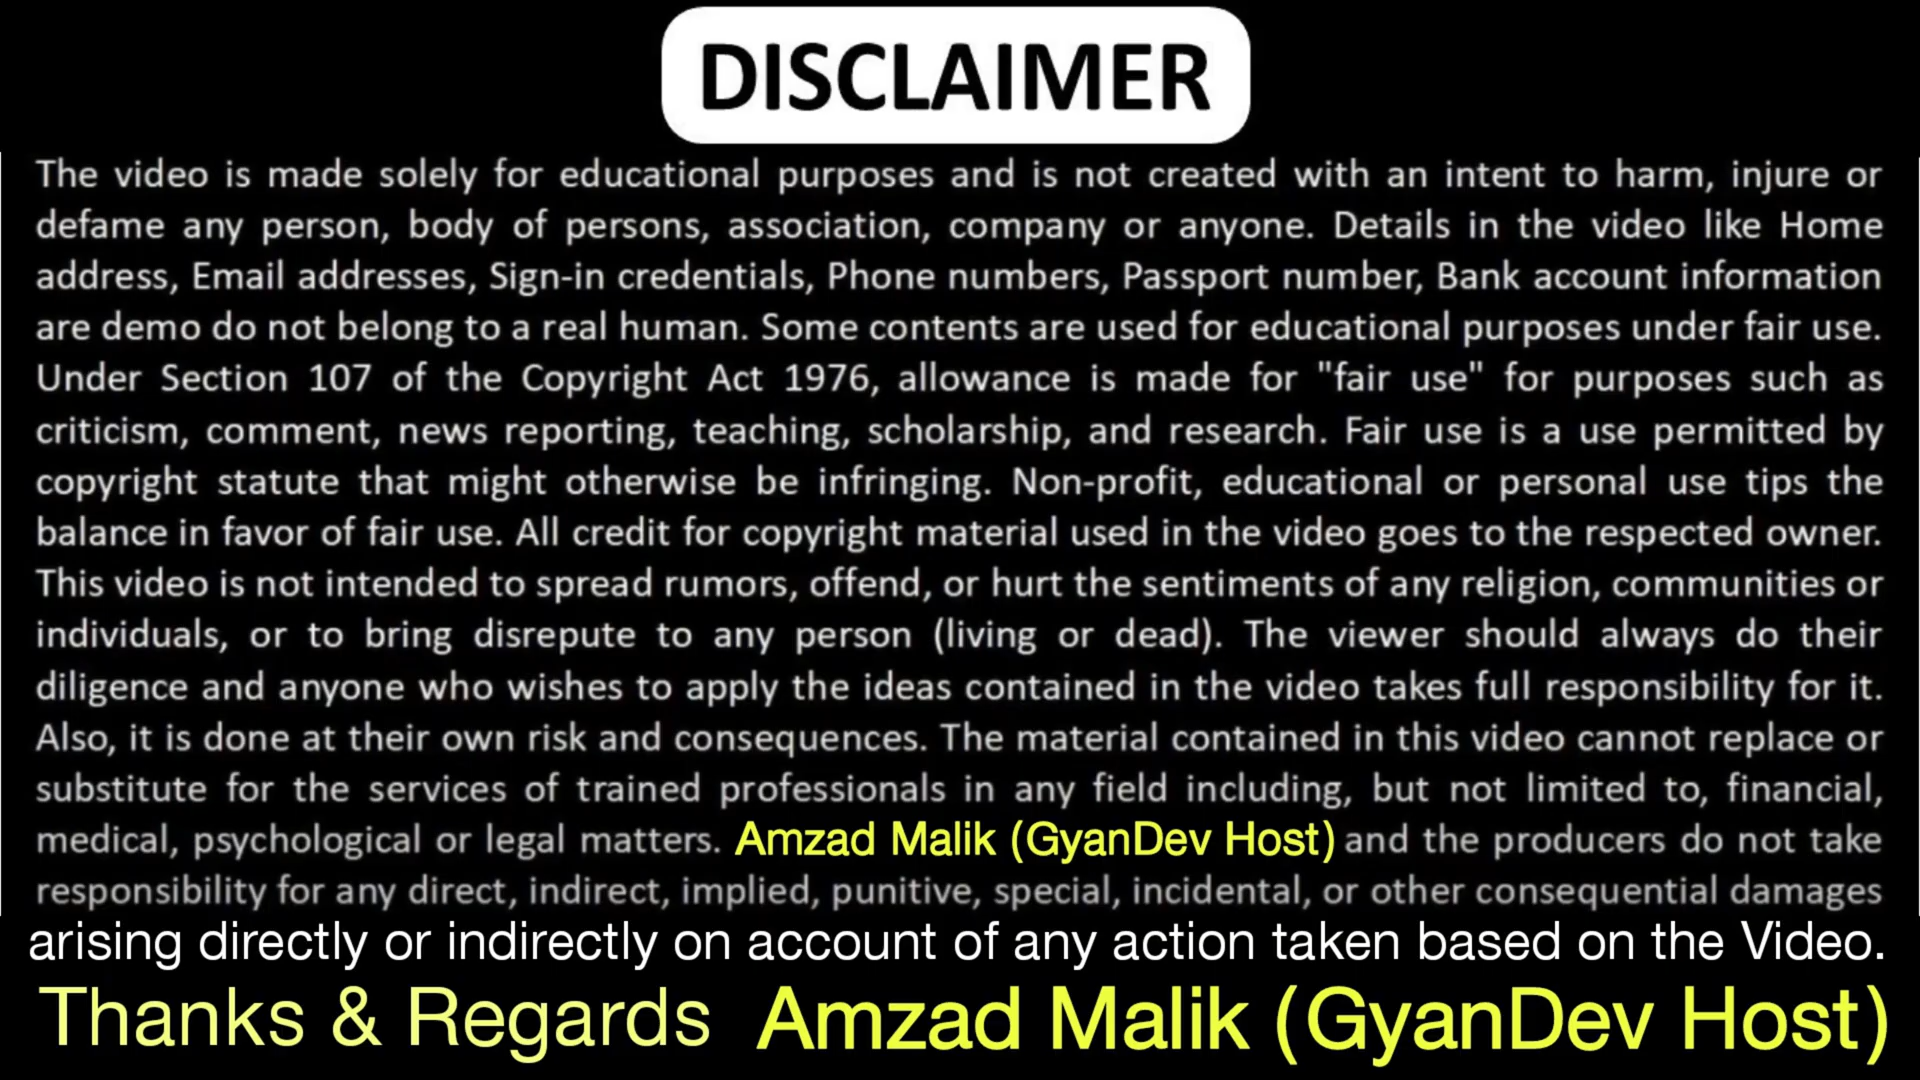 DISCLAIMER
The video is made solely for educational purposes and is not created with an intent to harm, injure or
defame any person, body of persons, association, company or anyone. Details in the video like Home
address, Email addresses, Sign-in credentials, Phone numbers, Passport number, Bank account information
are demo do not belong to a real human. Some contents are used for educational purposes under fair use.
Under Section 107 of the Copyright Act 1976, allowance is made for "fair use" for purposes such as
criticism, comment, news reporting, teaching, scholarship, and research. Fair use is a use permitted by
copyright statute that might otherwise be infringing. Non-profit, educational or personal use tips the
balance in favor of fair use. All credit for copyright material used in the video goes to the respected owner.
This video is not intended to spread rumors, offend, or hurt the sentiments of any religion, communities or
individuals, or to bring disrepute to any person (living or dead). The viewer should always do their
diligence and anyone who wishes to apply the ideas contained in the video takes full responsibility for it.
Also, it is done at their own risk and consequences. The material contained in this video cannot replace or
substitute for the services of trained professionals in any field including, but not limited to, financial,
medical, psychological or legal matters. Amzad Malik (GyanDev Host) and the producers do not take
responsibility for any direct, indirect, implied, punitive, special, incidental, or other consequential damages
arising directly or indirectly on account of any action taken based on the Video.
Thanks & Regards Amzad Malik (GyanDev Host)